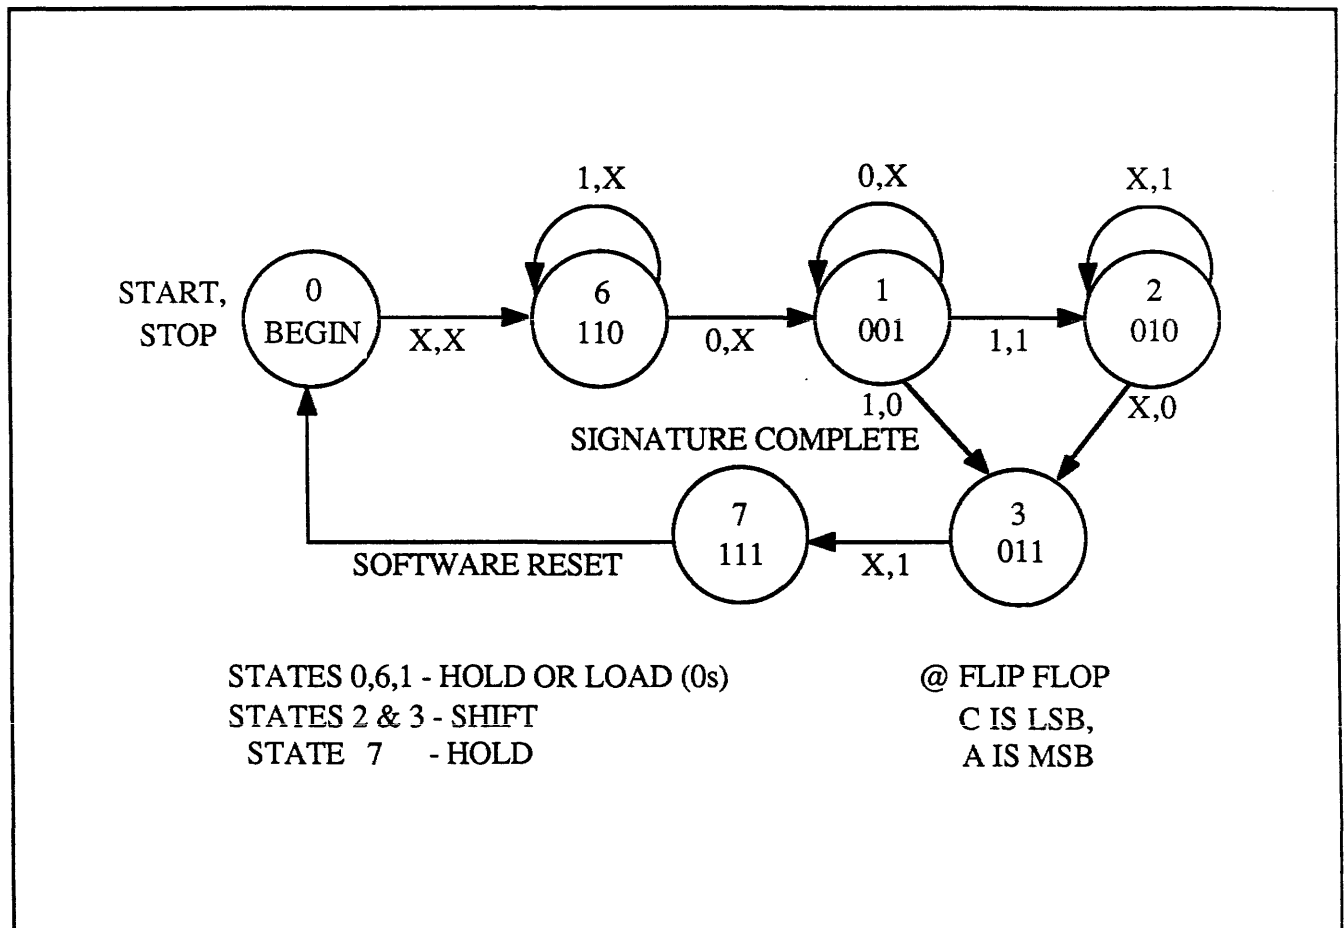 1,X
0,X
X,1
START,
STOP
0
BEGIN
X,X
6
110
0,X
1
001
1,1
2
010
1,0
X,0
SIGNATURE COMPLETE
7
111
X,1
3
011
SOFTWARE RESET
STATES 0,6,1 - HOLD OR LOAD (0s)
STATES 2 & 3 - SHIFT
STATE 7 - HOLD
@ FLIP FLOP
C IS LSB,
A IS MSB